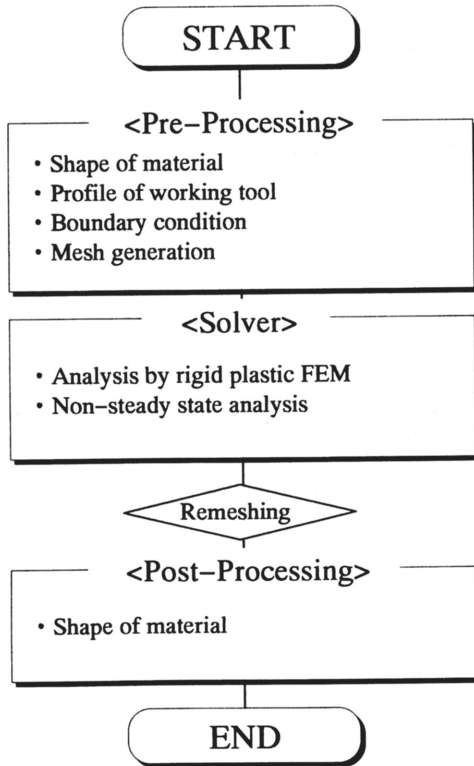 START
<Pre–Processing>
・Shape of material
・Profile of working tool
・Boundary condition
・Mesh generation
<Solver>
・Analysis by rigid plastic FEM
・Non–steady state analysis
Remeshing
<Post–Processing>
・Shape of material
END